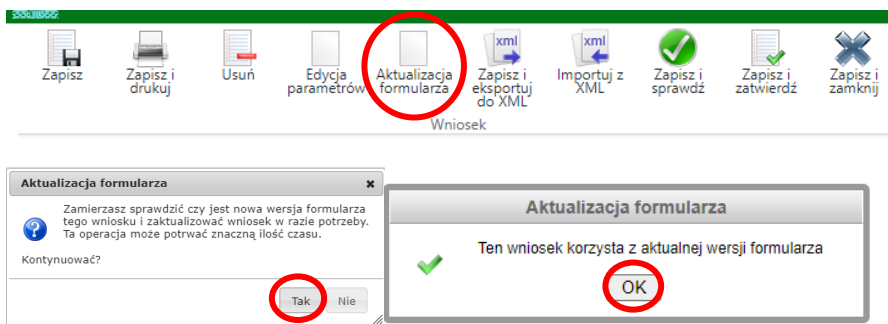 Zapisz
Zapisz i
drukuj
Usuń
Edycja
parametrów
Aktualizacja
formularza
xml
Zapisz i
eksportuj
do XML
xml
Importuj z
XML
Zapisz i
sprawdź
Zapisz i
zatwierdź
Zapisz i
zamknij
Wniosek
Aktualizacja formularza
Zamierzasz sprawdzić czy jest nowa wersja formularza
tego wniosku i zaktualizować wniosek w razie potrzeby.
Ta operacja może potrwać znaczną ilość czasu.
Kontynuować?
Tak
Nie
Aktualizacja formularza
Ten wniosek korzysta z aktualnej wersji formularza
OK